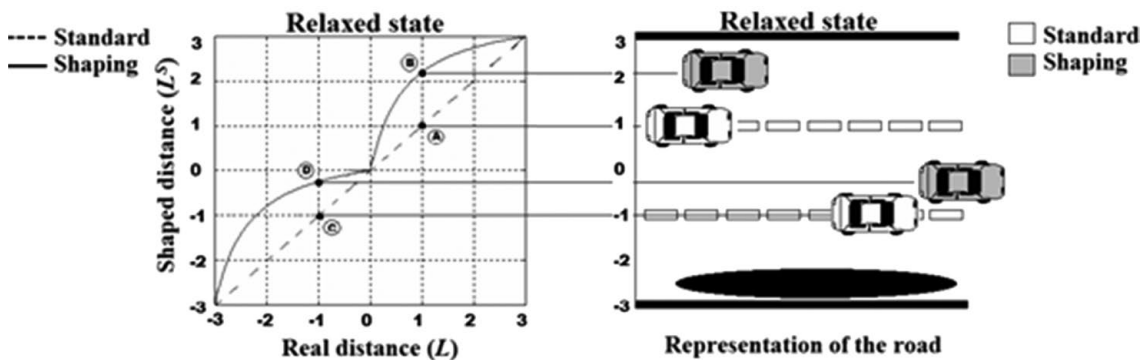 Relaxed state
Standard
Shaping
Shaped distance (L^S)
3
2
1
0
-1
-2
-3
B
A
D
C
-3 -2 -1 0 1 2 3
Real distance (L)
Relaxed state
3
2
1
0
-1
-2
-3
Standard
Shaping
Representation of the road